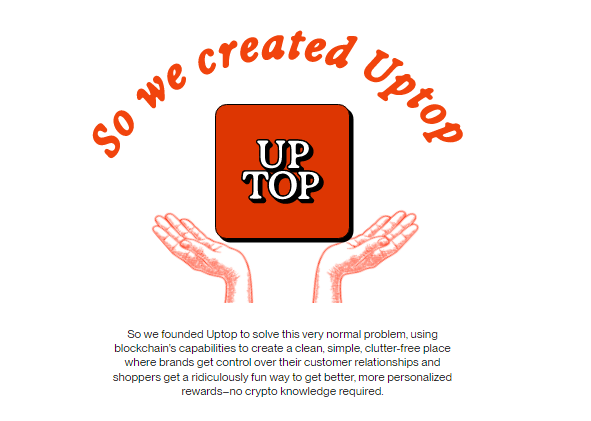 So we created Uptop
UP
TOP
So we founded Uptop to solve this very normal problem, using
blockchain's capabilities to create a clean, simple, clutter-free place
where brands get control over their customer relationships and
shoppers get a ridiculously fun way to get better, more personalized
rewards–no crypto knowledge required.